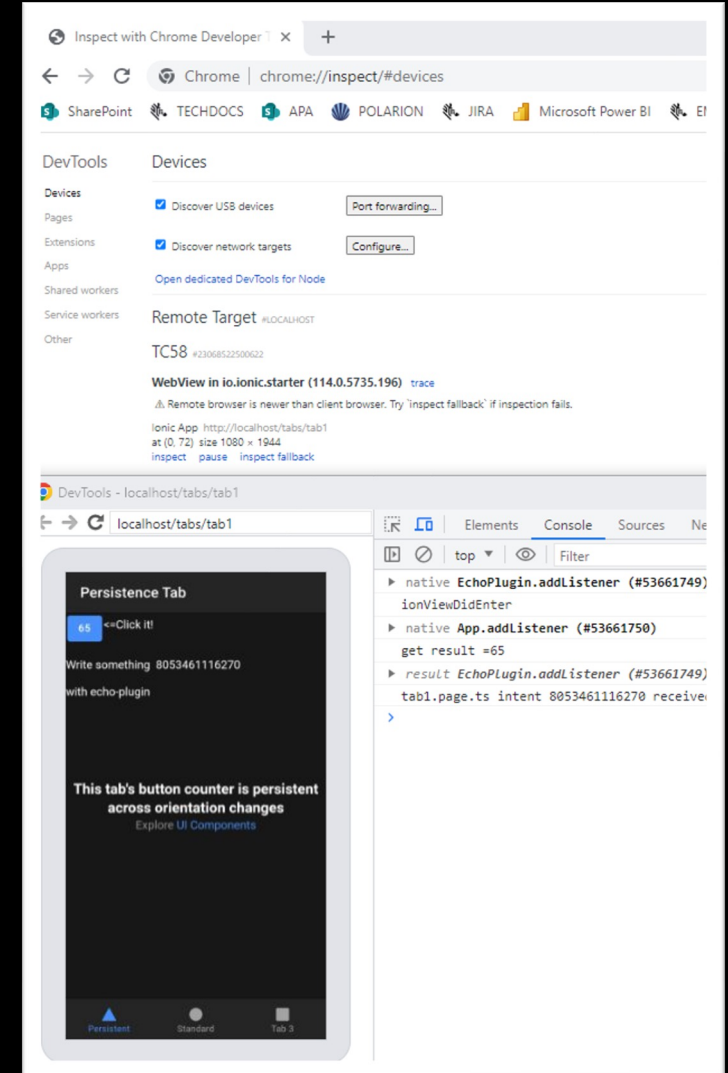 Inspect with Chrome Developer T
Chrome | chrome://inspect/#devices
SharePoint TECHDOCS APA POLARION JIRA Microsoft Power BI
DevTools Devices
Devices
Discover USB devices Port forwarding...
Pages
Extensions
Discover network targets Configure...
Apps
Open dedicated DevTools for Node
Shared workers
Service workers
Remote Target #LOCALHOST
Other
TC58 #23068522500622
WebView in io.ionic.starter (114.0.5735.196) trace
⚠ Remote browser is newer than client browser. Try `inspect fallback` if inspection fails.
Ionic App http://localhost/tabs/tab1
at (0, 72) size 1080 × 1944
inspect pause inspect fallback
DevTools - localhost/tabs/tab1
localhost/tabs/tab1
Elements Console Sources Ne
top Filter
Persistence Tab
65 <=Click it!
Write something 8053461116270
with echo-plugin
This tab's button counter is persistent
across orientation changes
Explore UI Components
Persistent Standard Tab 3
native EchoPlugin.addListener (#53661749)
ionViewDidEnter
native App.addListener (#53661750)
get result =65
result EchoPlugin.addListener (#53661749)
tab1.page.ts intent 8053461116270 receive